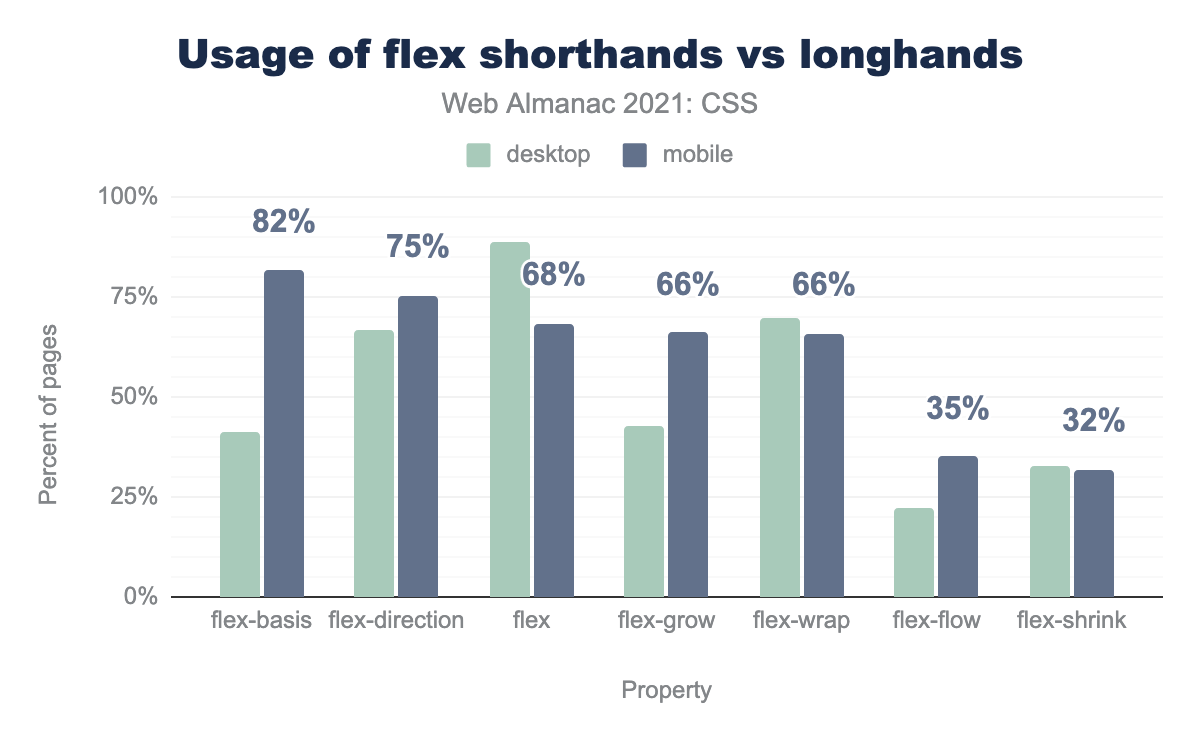 Usage of flex shorthands vs longhands
Web Almanac 2021: CSS
desktop mobile
Percent of pages
100%
75%
50%
25%
0%
82%
75%
68%
66%
66%
35%
32%
flex-basis flex-direction flex flex-grow flex-wrap flex-flow flex-shrink
Property